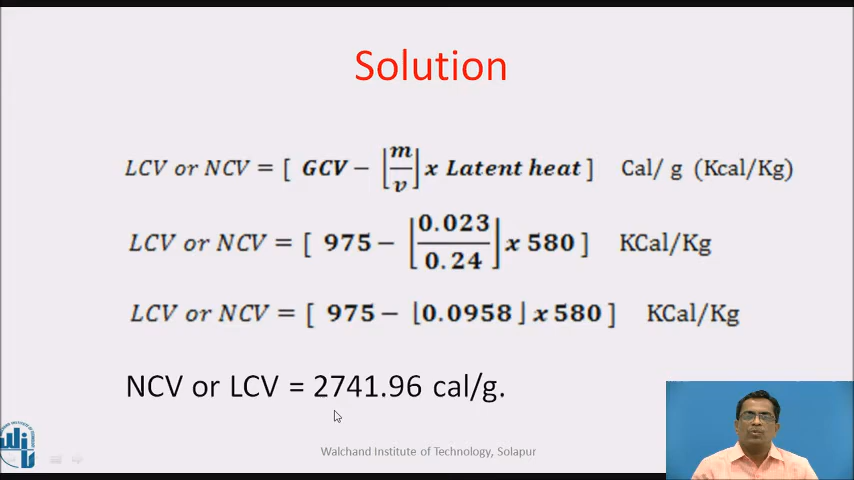 Solution
LCV or NCV = [ GCV − ⌊m/v⌋ x Latent heat ] Cal/ g (Kcal/Kg)
LCV or NCV = [ 975 − ⌊0.023/0.24⌋ x 580 ] KCal/Kg
LCV or NCV = [ 975 − ⌊0.0958⌋ x 580 ] KCal/Kg
NCV or LCV = 2741.96 cal/g.
Walchand Institute of Technology, Solapur